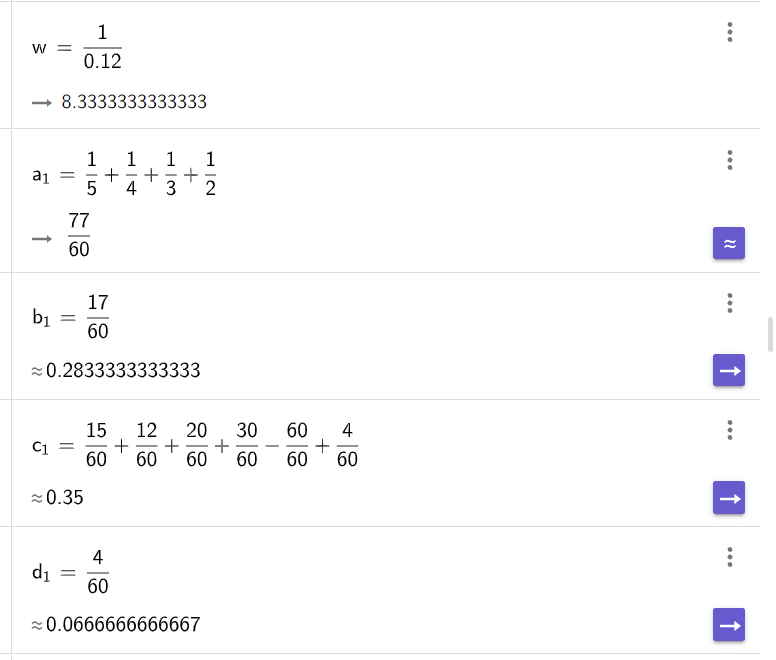 w = 1/0.12
→ 8.3333333333333
a₁ = 1/5 + 1/4 + 1/3 + 1/2
→ 77/60
≈
b₁ = 17/60
≈0.2833333333333
→
c₁ = 15/60 + 12/60 + 20/60 + 30/60 − 60/60 + 4/60
≈0.35
→
d₁ = 4/60
≈0.0666666666667
→